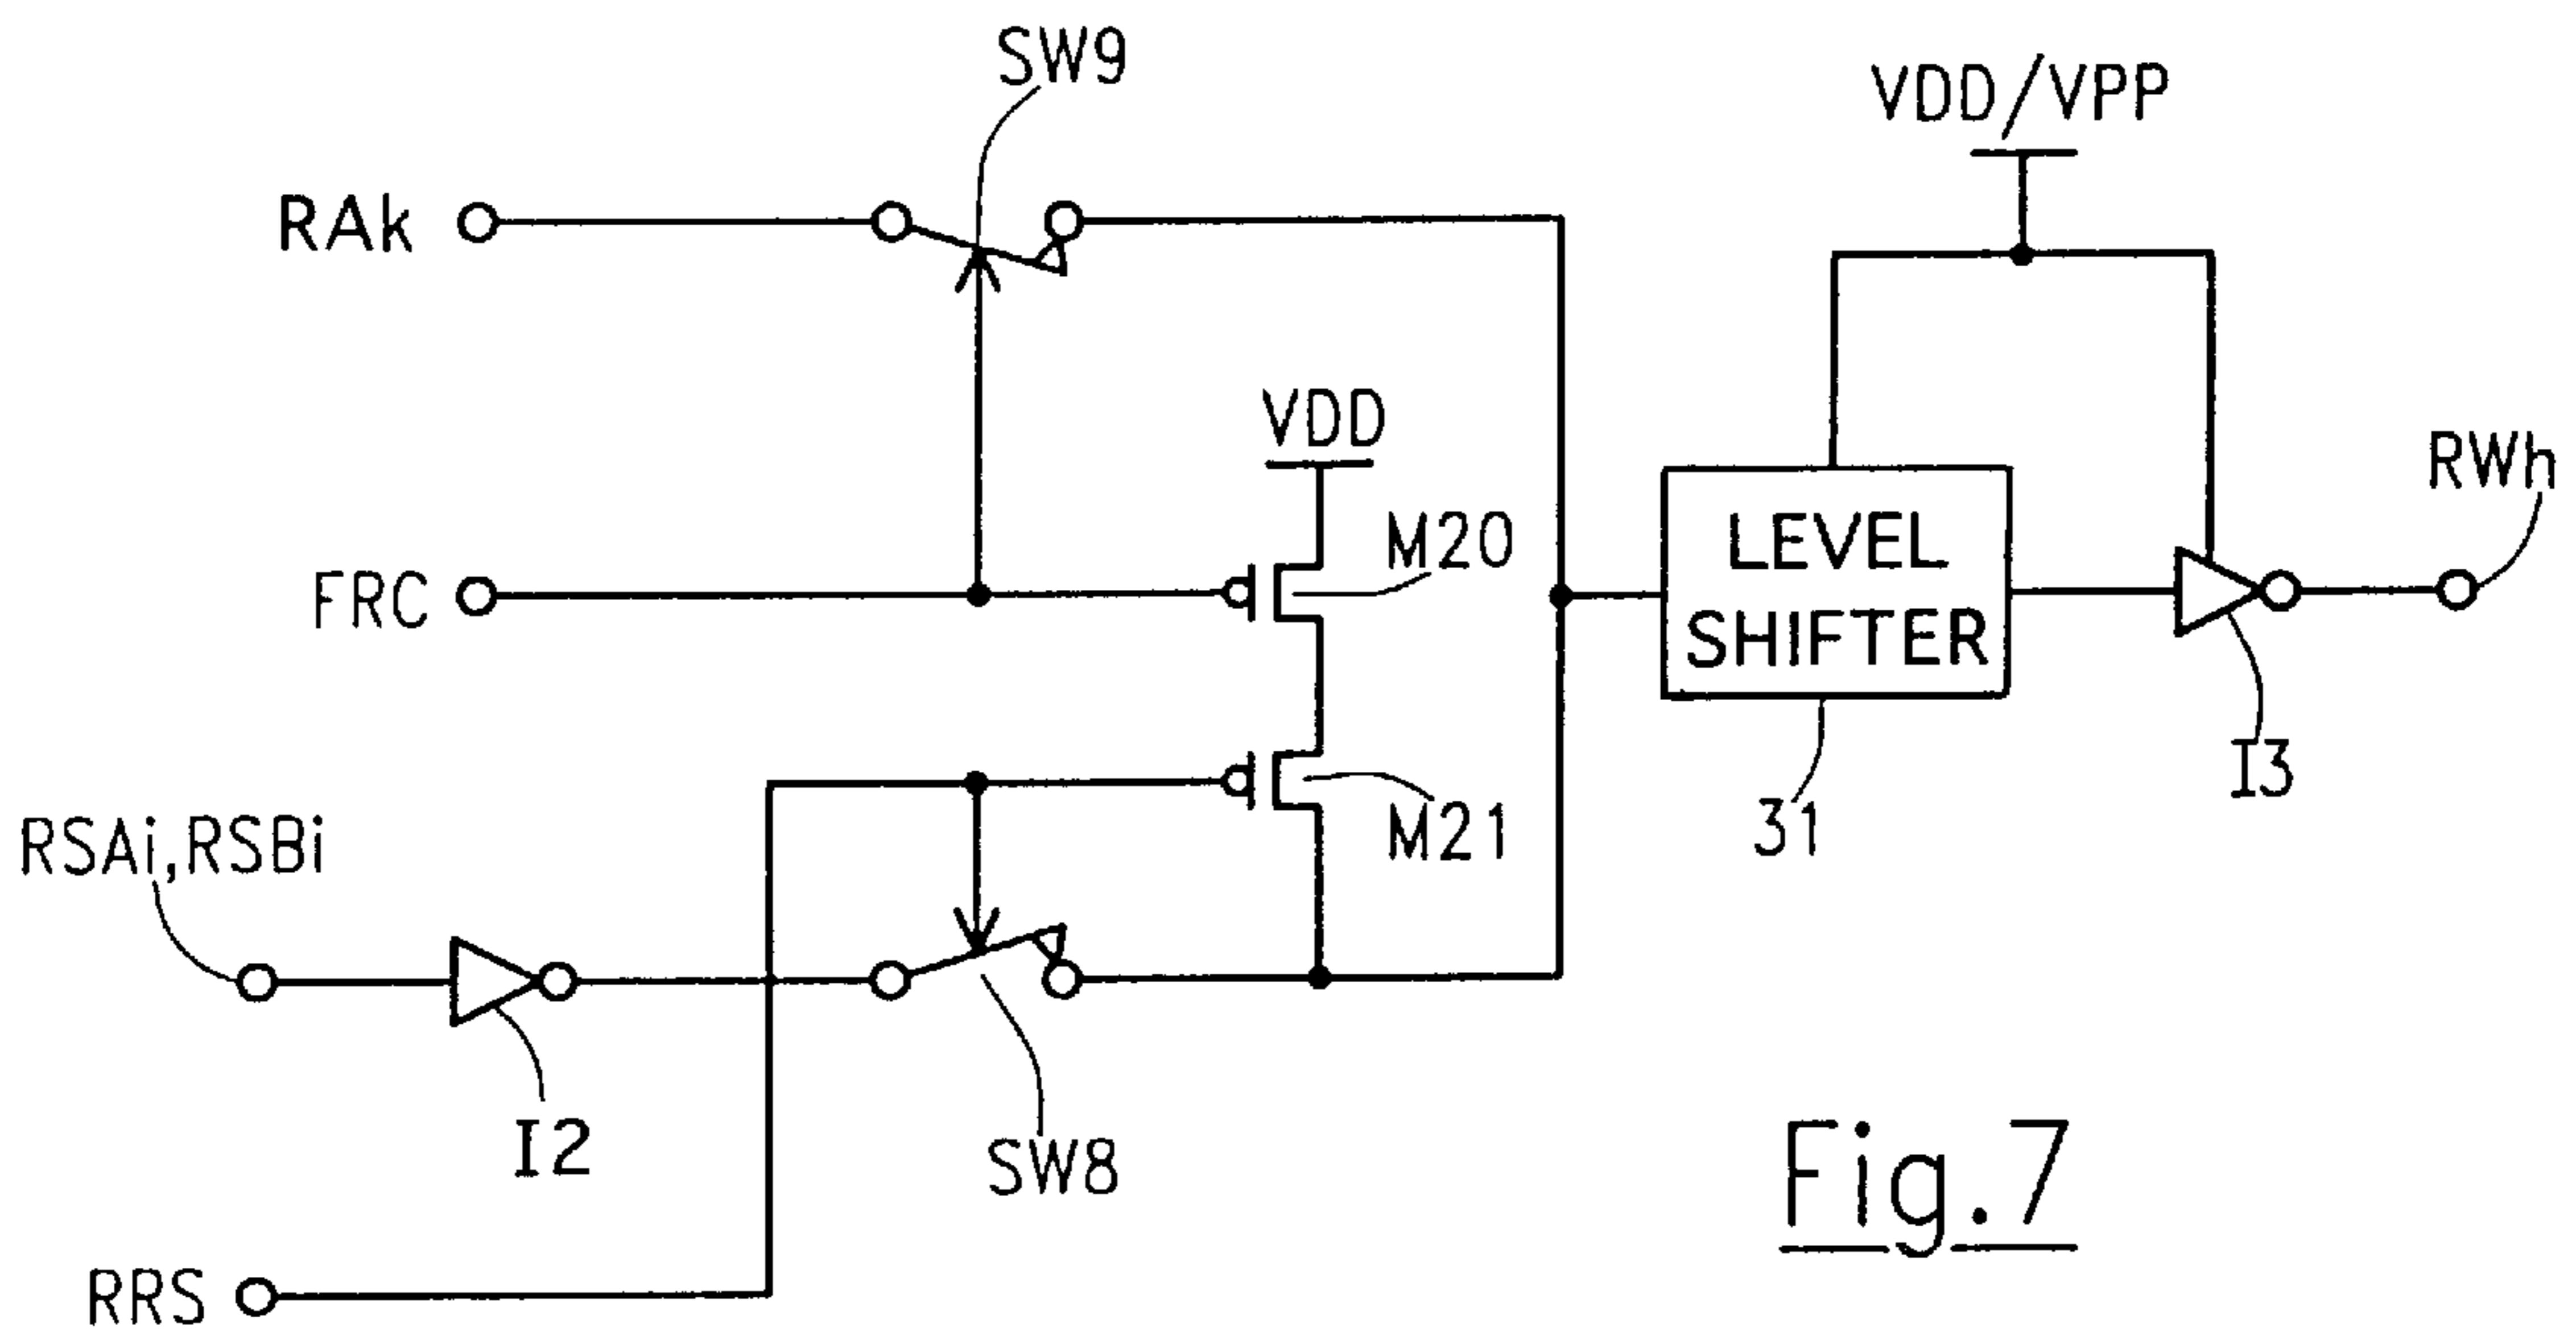 SW9
VDD/VPP
RAk
VDD
RWh
M20
LEVEL
SHIFTER
FRC
I3
31
M21
RSAi,RSBi
I2
SW8
RRS
Fig.7